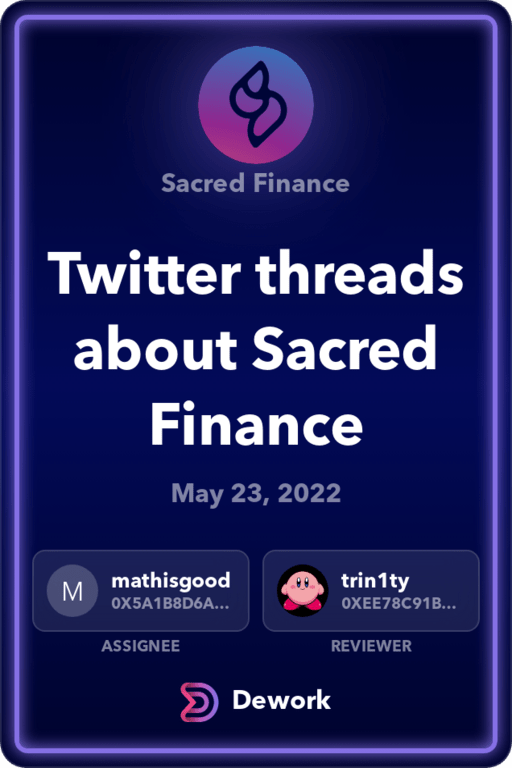 Sacred Finance
Twitter threads
about Sacred
Finance
May 23, 2022
M
mathisgood
0X5A1B8D6A...
trin1ty
0XEE78C91B...
ASSIGNEE
REVIEWER
Dework